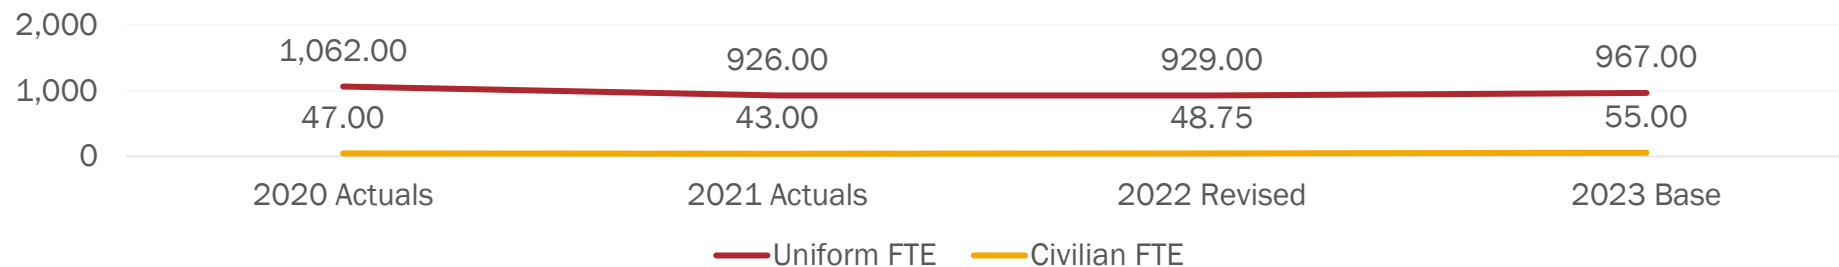 2,000
1,062.00 926.00 929.00 967.00
1,000
47.00 43.00 48.75 55.00
0
2020 Actuals 2021 Actuals 2022 Revised 2023 Base
Uniform FTE Civilian FTE